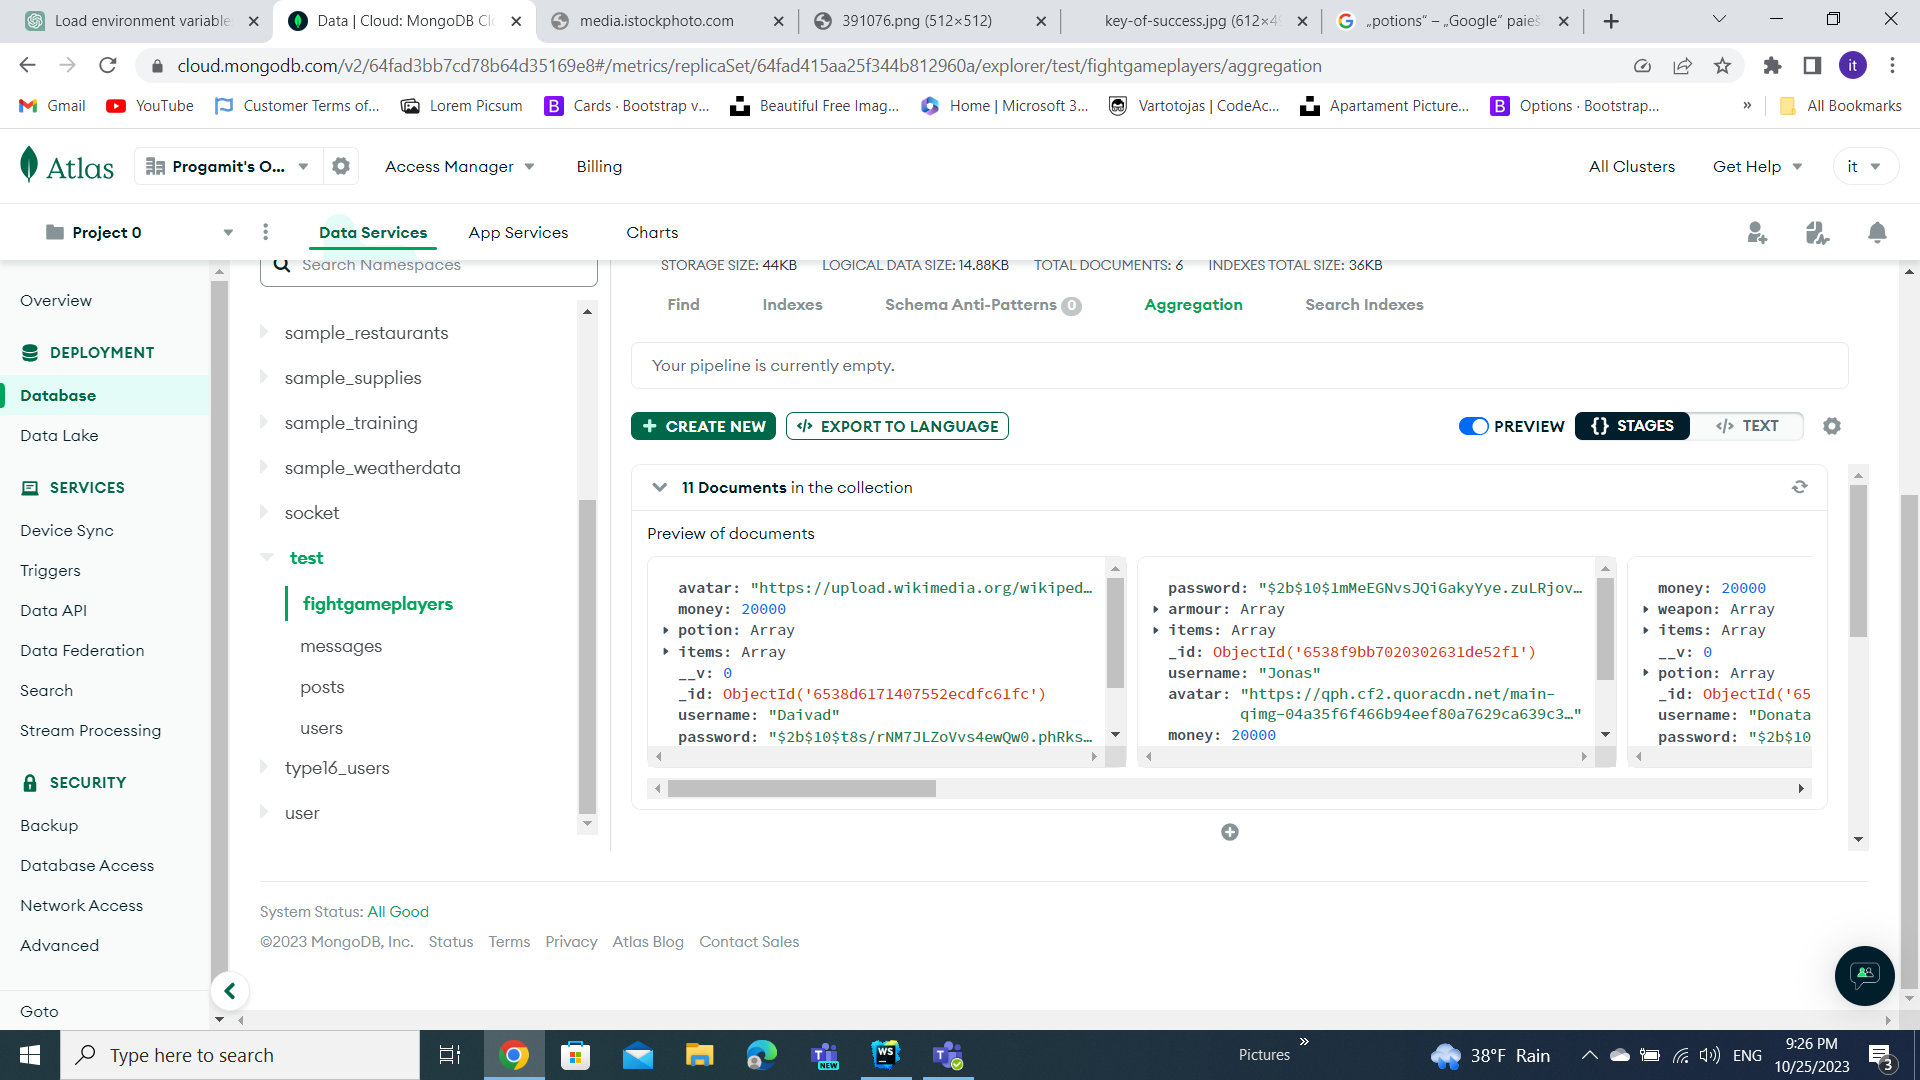 Load environment variable
Data | Cloud: MongoDB Cl
media.istockphoto.com
391076.png (512×512)
key-of-success.jpg (612×4
„potions“ – „Google“ paieš
cloud.mongodb.com/v2/64fad3bb7cd78b64d35169e8#/metrics/replicaSet/64fad415aa25f344b812960a/explorer/test/fightgameplayers/aggregation
it
Gmail
YouTube
Customer Terms of...
Lorem Picsum
Cards · Bootstrap v...
Beautiful Free Imag...
Home | Microsoft 3...
Vartotojas | CodeAc...
Apartament Picture...
Options · Bootstrap...
»
All Bookmarks
Atlas
Progamit's O...
Access Manager
Billing
All Clusters
Get Help
it
Project 0
Data Services
App Services
Charts
Overview
DEPLOYMENT
Database
Data Lake
SERVICES
Device Sync
Triggers
Data API
Data Federation
Search
Stream Processing
SECURITY
Backup
Database Access
Network Access
Advanced
Goto
Search Namespaces
sample_restaurants
sample_supplies
sample_training
sample_weatherdata
socket
test
fightgameplayers
messages
posts
users
type16_users
user
STORAGE SIZE: 44KB LOGICAL DATA SIZE: 14.88KB TOTAL DOCUMENTS: 6 INDEXES TOTAL SIZE: 36KB
Find
Indexes
Schema Anti-Patterns 0
Aggregation
Search Indexes
Your pipeline is currently empty.
+ CREATE NEW
</> EXPORT TO LANGUAGE
PREVIEW
{} STAGES
</> TEXT
11 Documents in the collection
Preview of documents
avatar: "https://upload.wikimedia.org/wikiped…
money: 20000
potion: Array
items: Array
__v: 0
_id: ObjectId('6538d6171407552ecdfc61fc')
username: "Daivad"
password: "$2b$10$t8s/rNM7JLZoVvs4ewQw0.phRks…
password: "$2b$10$1mMeEGNvsJQiGakyYye.zuLRjov…
armour: Array
items: Array
_id: ObjectId('6538f9bb7020302631de52f1')
username: "Jonas"
avatar: "https://qph.cf2.quoracdn.net/main-
qimg-04a35f6f466b94eef80a7629ca639c3…"
money: 20000
money: 20000
weapon: Array
items: Array
__v: 0
potion: Array
_id: ObjectId('65
username: "Donata
password: "$2b$10
System Status: All Good
©2023 MongoDB, Inc. Status Terms Privacy Atlas Blog Contact Sales
Type here to search
NEW
WS
Pictures
»
38°F Rain
ENG
9:26 PM
10/25/2023
3